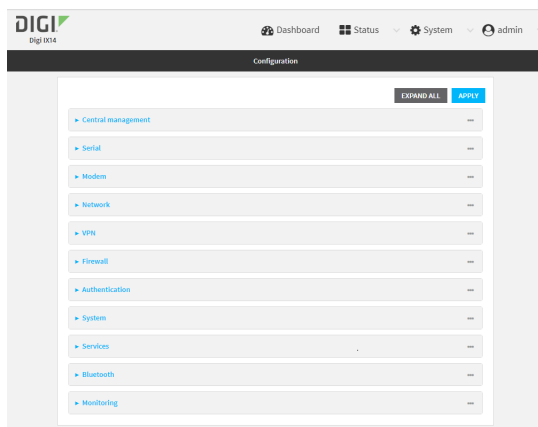 DIGI
Digi IX14
Dashboard Status System admin
Configuration
EXPAND ALL APPLY
Central management
Serial
Modem
Network
VPN
Firewall
Authentication
System
Services
Bluetooth
Monitoring